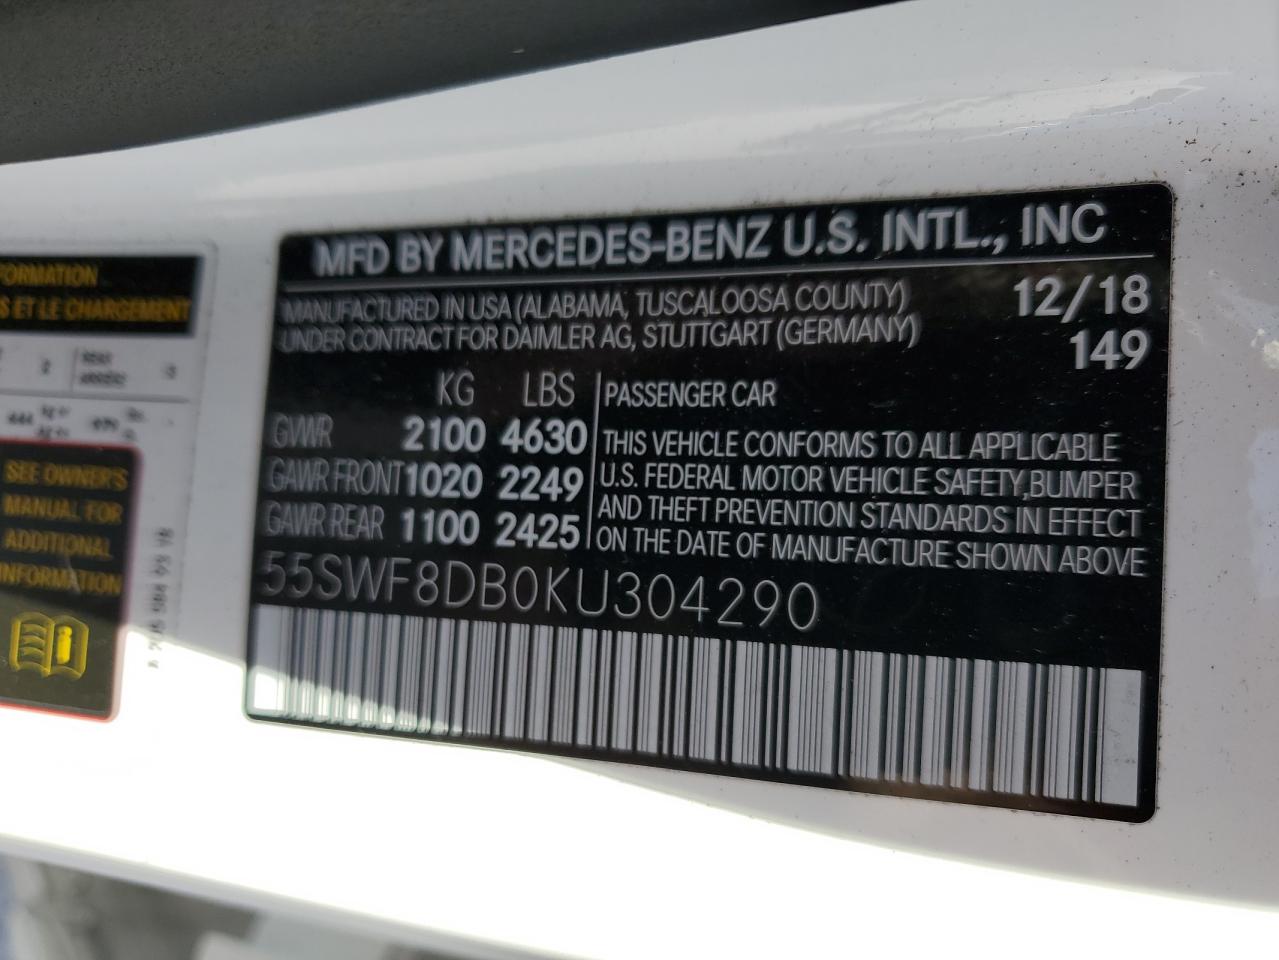 MFD BY MERCEDES-BENZ U.S. INTL., INC
MANUFACTURED IN USA (ALABAMA, TUSCALOOSA COUNTY) 12/18
UNDER CONTRACT FOR DAIMLER AG, STUTTGART (GERMANY) 149
KG LBS
GVWR 2100 4630
GAWR FRONT 1020 2249
GAWR REAR 1100 2425
PASSENGER CAR
THIS VEHICLE CONFORMS TO ALL APPLICABLE
U.S. FEDERAL MOTOR VEHICLE SAFETY, BUMPER
AND THEFT PREVENTION STANDARDS IN EFFECT
ON THE DATE OF MANUFACTURE SHOWN ABOVE
55SWF8DB0KU304290
ET LE CHARGEMENT
SEE OWNER'S
MANUAL FOR
ADDITIONAL
INFORMATION